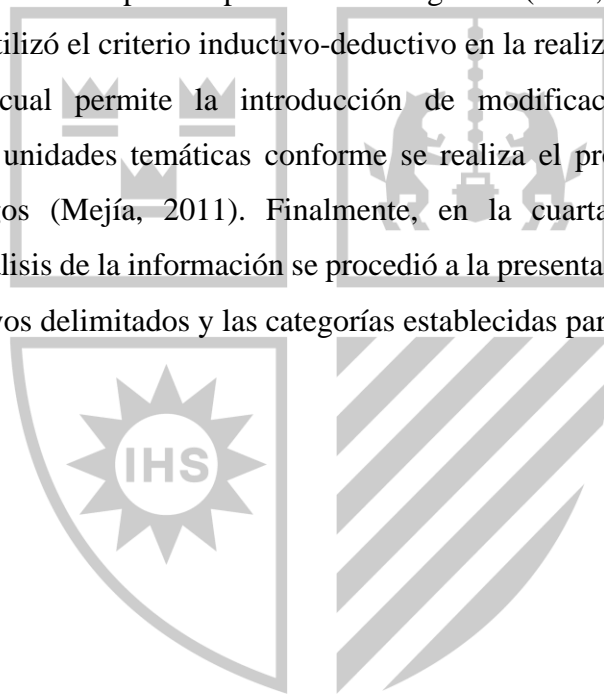 utilizó el criterio inductivo-deductivo en la realiz
cual permite la introducción de modificac
unidades temáticas conforme se realiza el pr
gos (Mejía, 2011). Finalmente, en la cuarta
lisis de la información se procedió a la presenta
vos delimitados y las categorías establecidas par
IHS